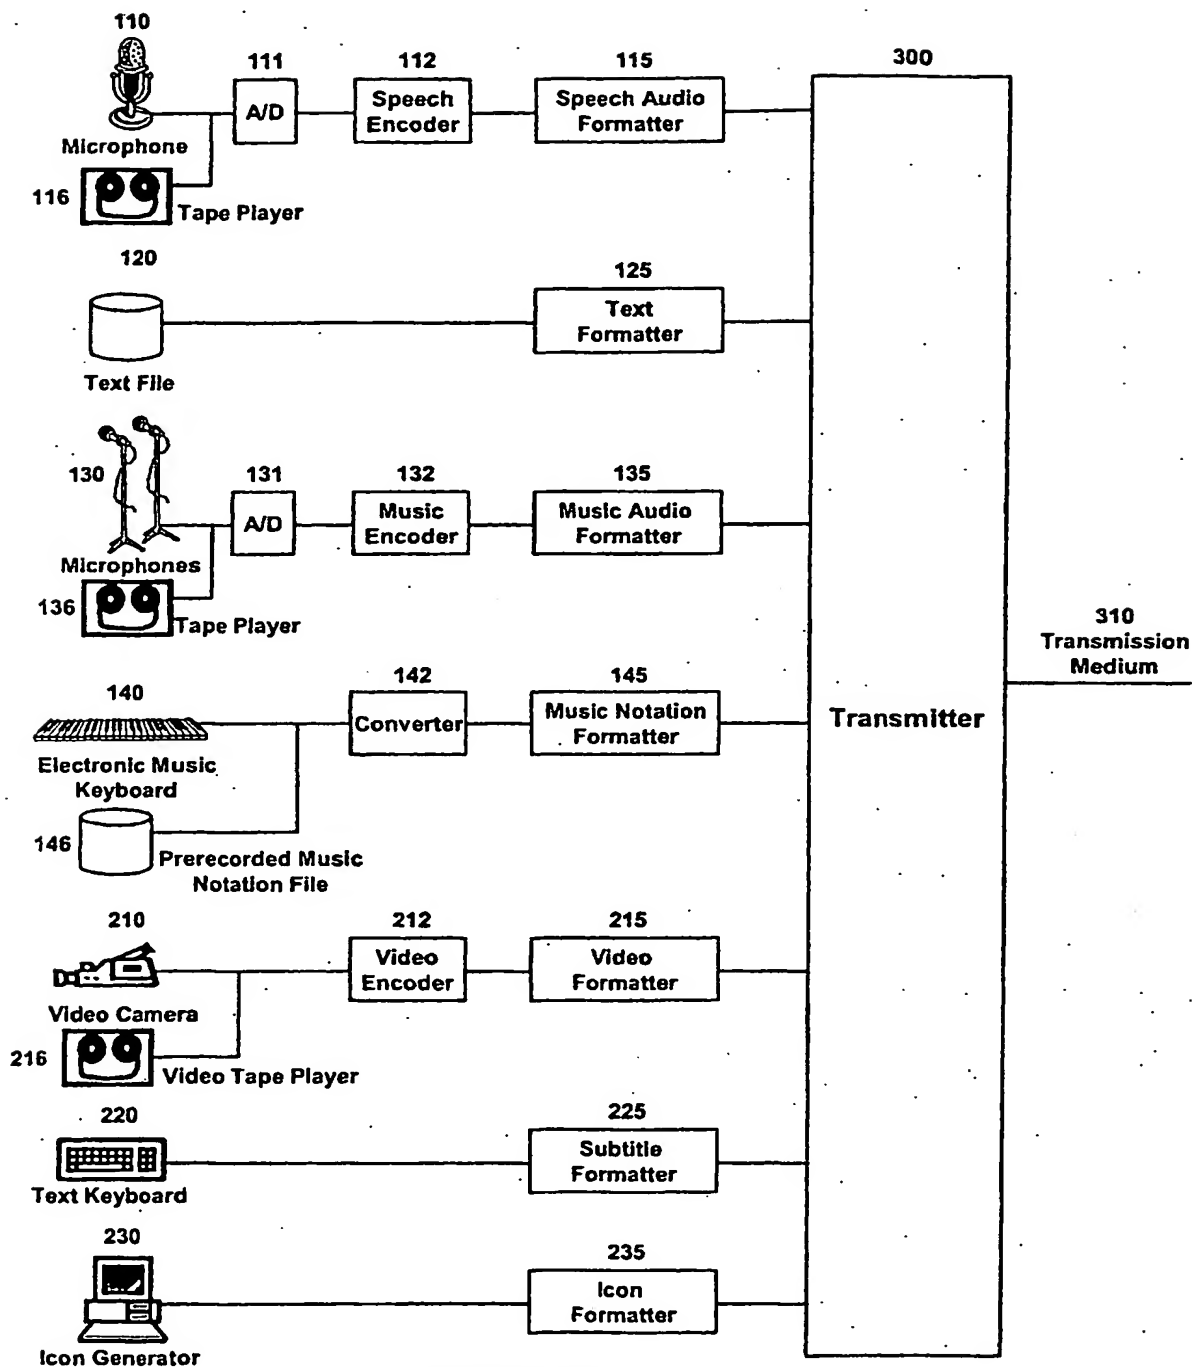 110
111
112
115
300
A/D
Speech
Encoder
Speech Audio
Formatter
Microphone
116
Tape Player
120
125
Text
Formatter
Text File
130
131
132
135
A/D
Music
Encoder
Music Audio
Formatter
Microphones
136
Tape Player
310
Transmission
Medium
140
142
145
Converter
Music Notation
Formatter
Transmitter
Electronic Music
Keyboard
146
Prerecorded Music
Notation File
210
212
215
Video
Encoder
Video
Formatter
Video Camera
216
Video Tape Player
220
225
Subtitle
Formatter
Text Keyboard
230
235
Icon
Formatter
Icon Generator